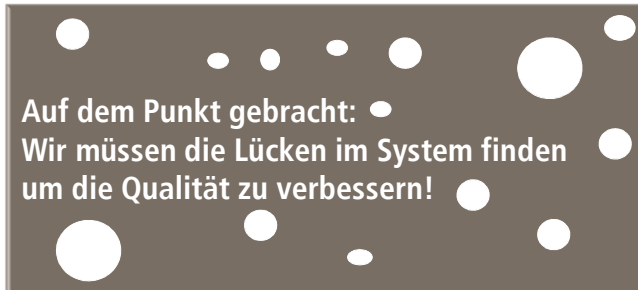 Auf dem Punkt gebracht:
Wir müssen die Lücken im System finden
um die Qualität zu verbessern!